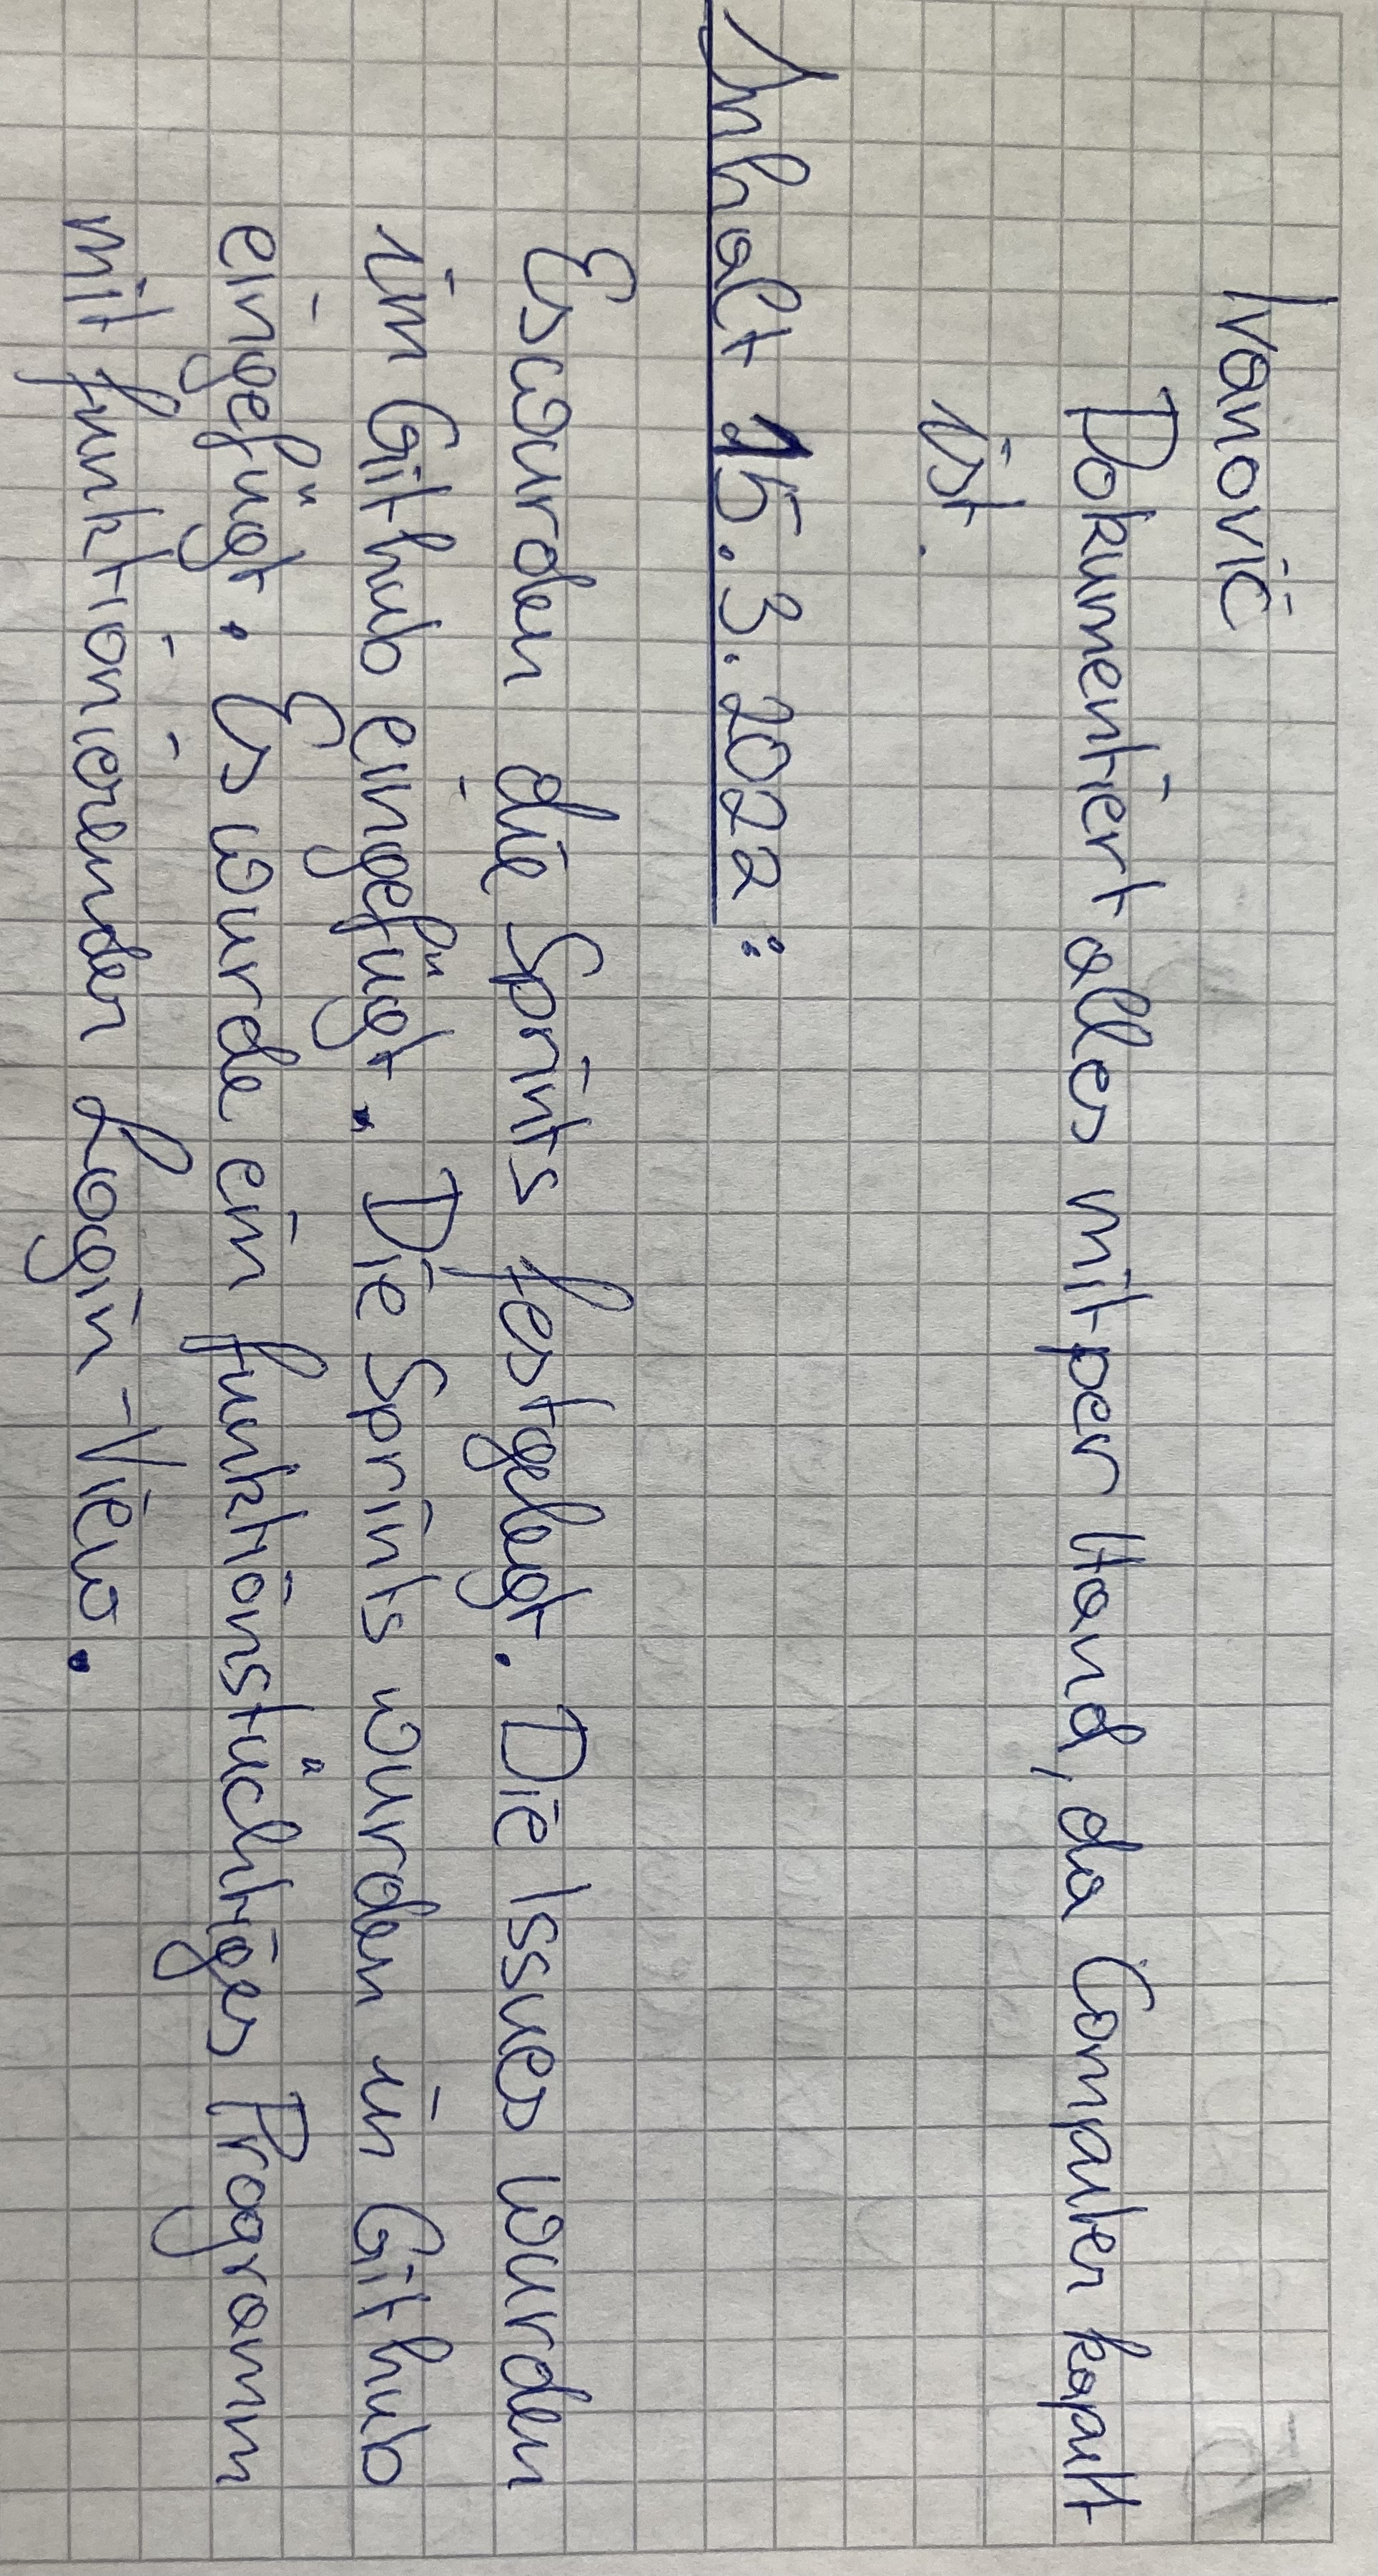 Ivanović
Dokumentiert alles mit per Hand, da Computer kaputt
ist.
Inhalt 15.3.2022:
Es wurden die Sprints festgelegt. Die Issues wurden
im Github eingefügt. Die Sprints wurden in Github
eingefügt. Es wurde ein funktionstüchtiges Programm
mit funktionierender Login-View.